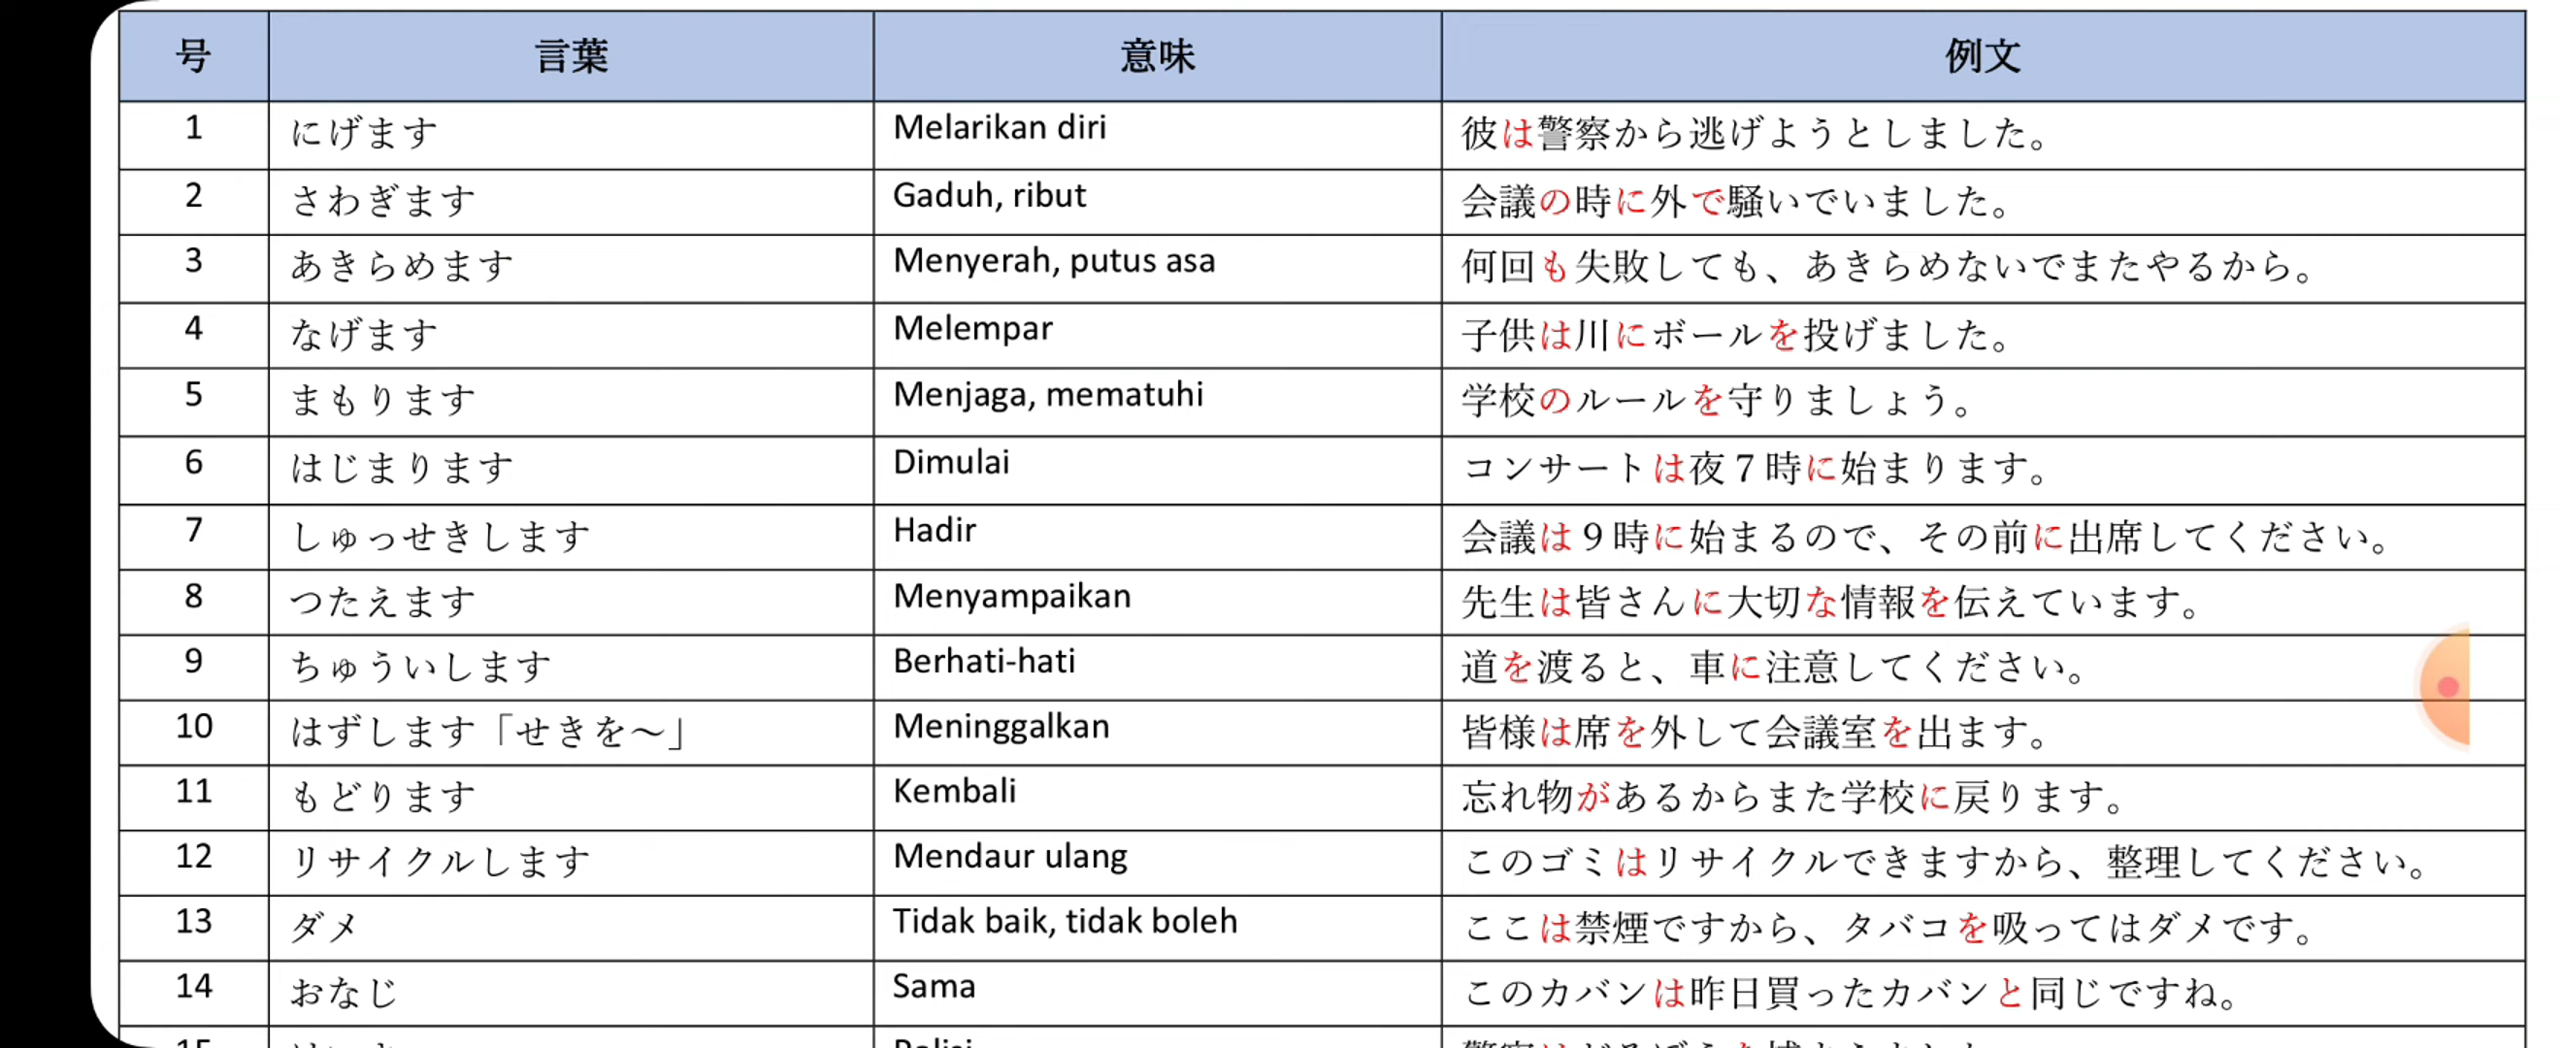 号 言葉 意味 例文
1 にげます Melarikan diri 彼は警察から逃げようとしました。
2 さわぎます Gaduh, ribut 会議の時に外で騒いでいました。
3 あきらめます Menyerah, putus asa 何回も失敗しても、あきらめないでまたやるから。
4 なげます Melempar 子供は川にボールを投げました。
5 まもります Menjaga, mematuhi 学校のルールを守りましょう。
6 はじまります Dimulai コンサートは夜７時に始まります。
7 しゅっせきします Hadir 会議は９時に始まるので、その前に出席してください。
8 つたえます Menyampaikan 先生は皆さんに大切な情報を伝えています。
9 ちゅういします Berhati-hati 道を渡ると、車に注意してください。
10 はずします「せきを〜」 Meninggalkan 皆様は席を外して会議室を出ます。
11 もどります Kembali 忘れ物があるからまた学校に戻ります。
12 リサイクルします Mendaur ulang このゴミはリサイクルできますから、整理してください。
13 ダメ Tidak baik, tidak boleh ここは禁煙ですから、タバコを吸ってはダメです。
14 おなじ Sama このカバンは昨日買ったカバンと同じですね。